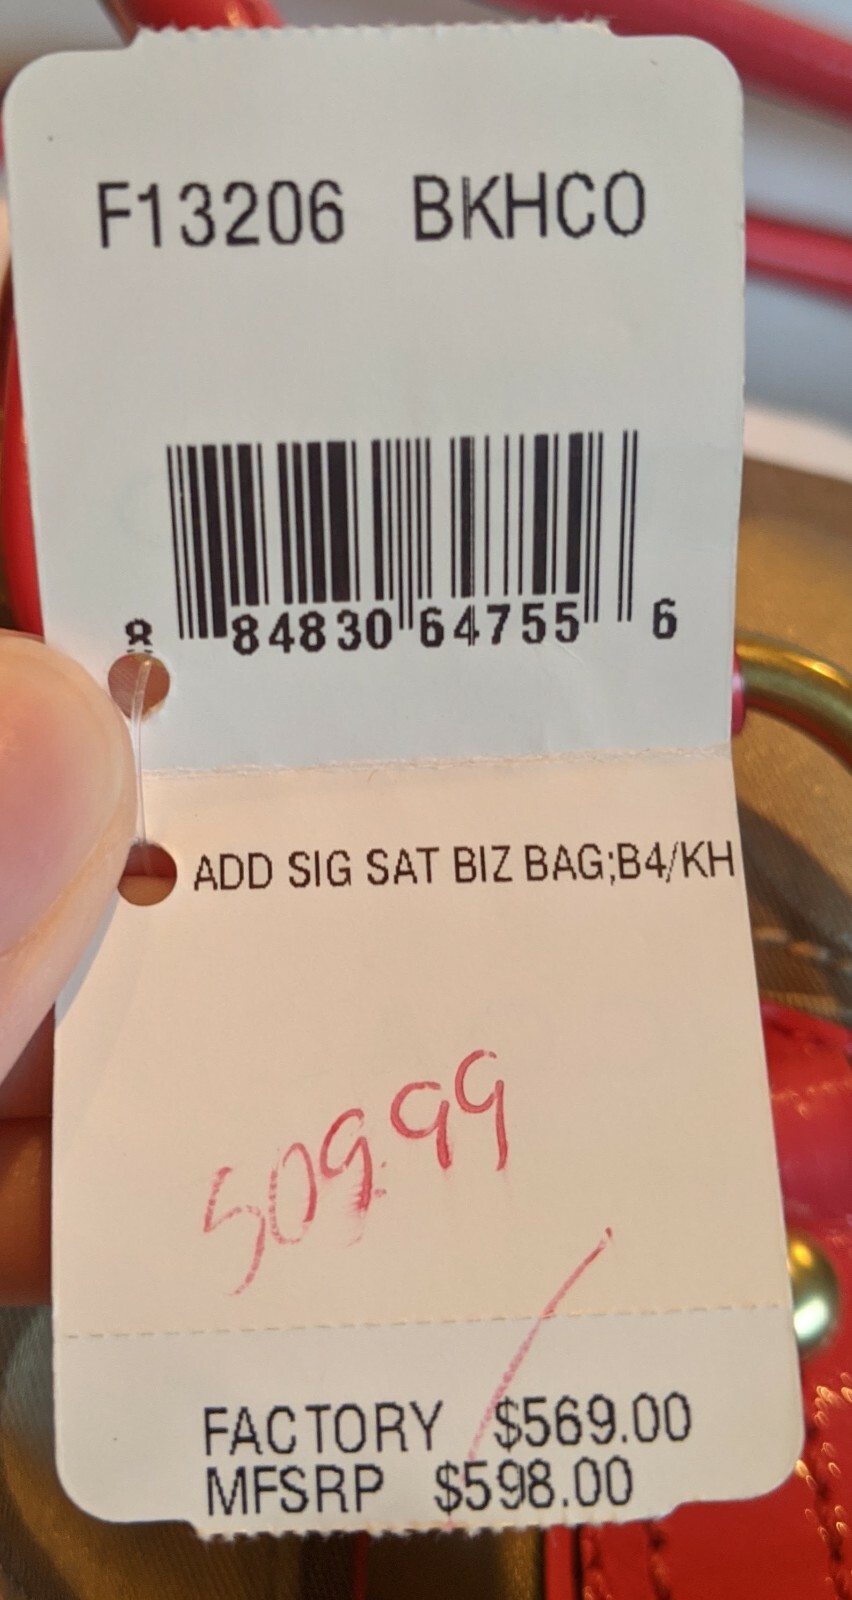 F13206 BKHCO
8 84830 64755 6
ADD SIG SAT BIZ BAG;B4/KH
509.99
FACTORY $569.00
MFSRP $598.00